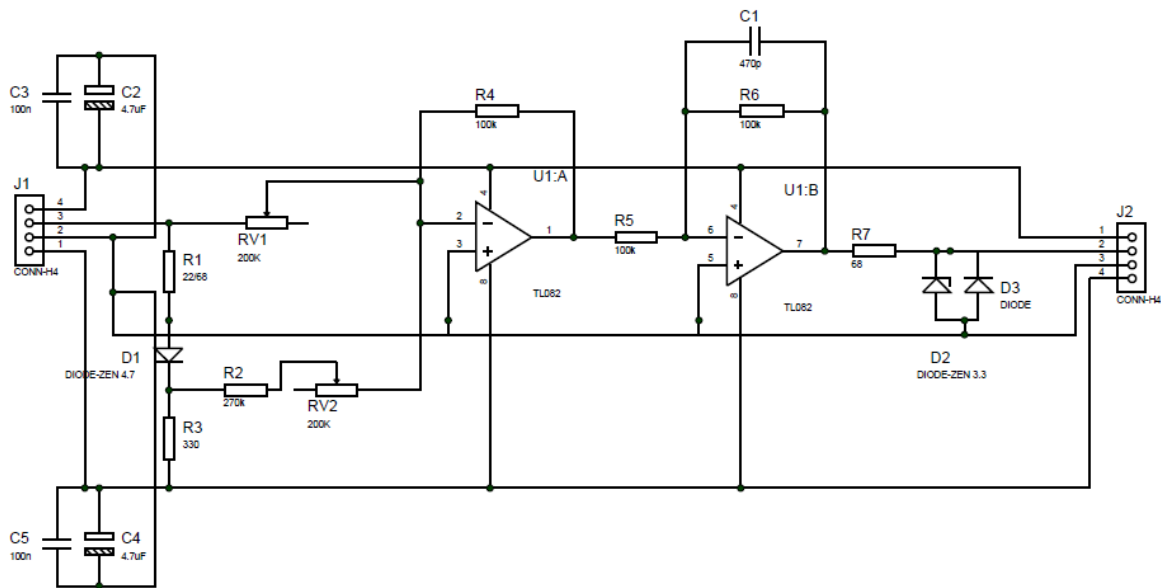 C1
470p
C3
100n
C2
4.7uF
R4
100k
R6
100k
J1
4
3
2
1
CONN-H4
U1:A
4
2
3
1
8
TL082
U1:B
4
6
5
7
8
TL082
J2
1
2
3
4
CONN-H4
RV1
200K
R5
100k
R7
68
R1
22/68
D3
DIODE
D1
DIODE-ZEN 4.7
D2
DIODE-ZEN 3.3
R2
270k
RV2
200K
R3
330
C5
100n
C4
4.7uF